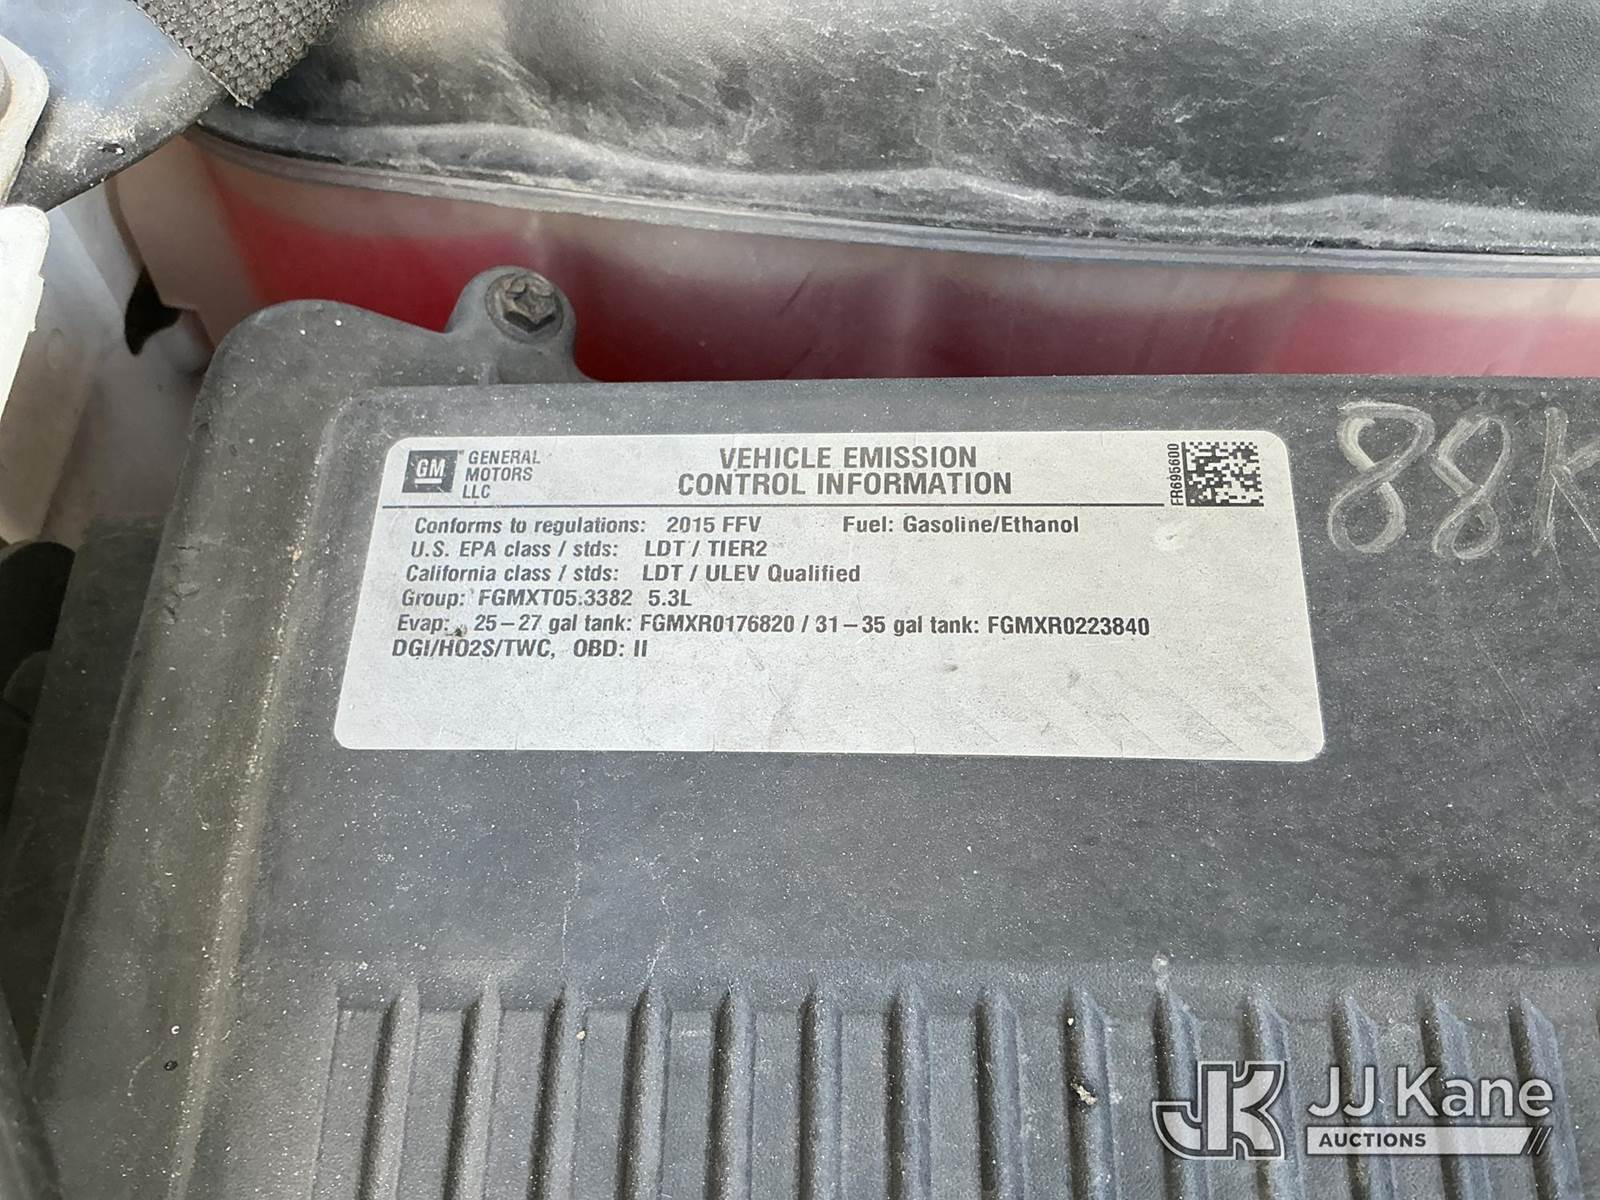 GM
GENERAL
MOTORS
LLC
VEHICLE EMISSION
CONTROL INFORMATION
FR695600
Conforms to regulations: 2015 FFV Fuel: Gasoline/Ethanol
U.S. EPA class / stds: LDT / TIER2
California class / stds: LDT / ULEV Qualified
Group: FGMXT05.3382 5.3L
Evap: 25–27 gal tank: FGMXR0176820 / 31–35 gal tank: FGMXR0223840
DGI/HO2S/TWC, OBD: II
88K
JK JJ Kane
AUCTIONS